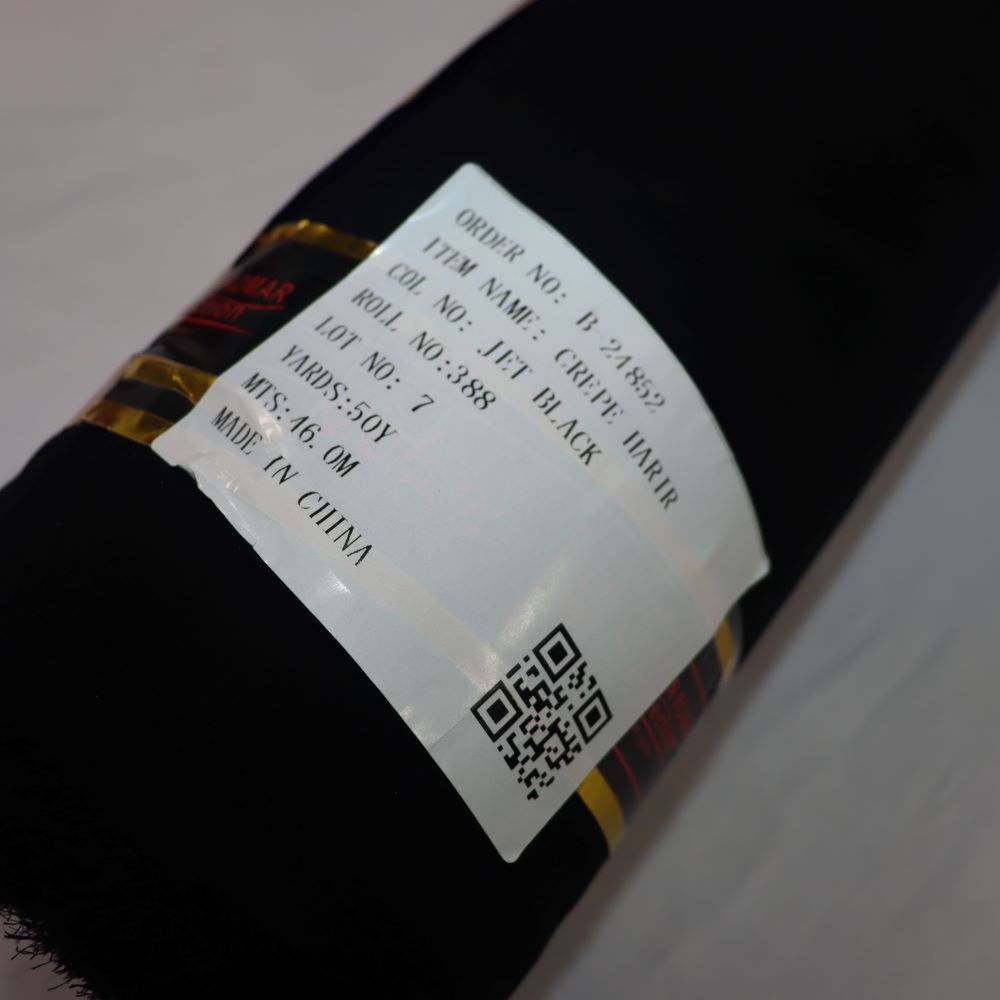 ORDER NO: B-24852
ITEM NAME: CREPE HARIR
COL NO: JET BLACK
ROLL NO:388
LOT NO: 7
YARDS:50Y
MTS:46.0M
MADE IN CHINA